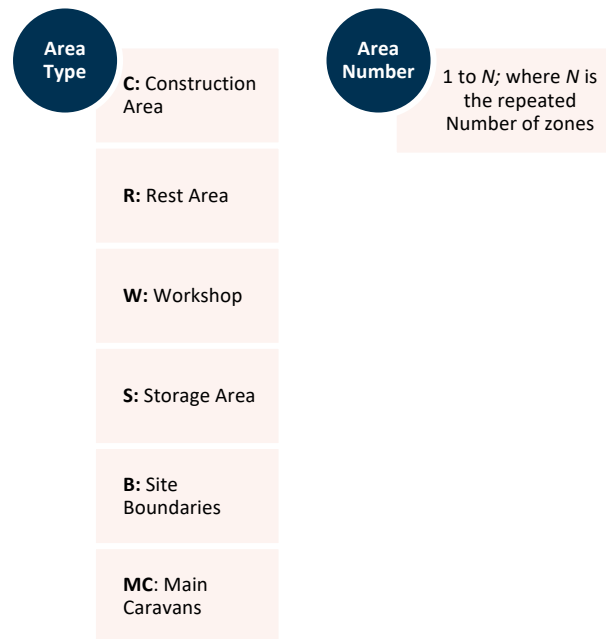 Area
Type
C: Construction
Area
R: Rest Area
W: Workshop
S: Storage Area
B: Site
Boundaries
MC: Main
Caravans
Area
Number
1 to N; where N is
the repeated
Number of zones